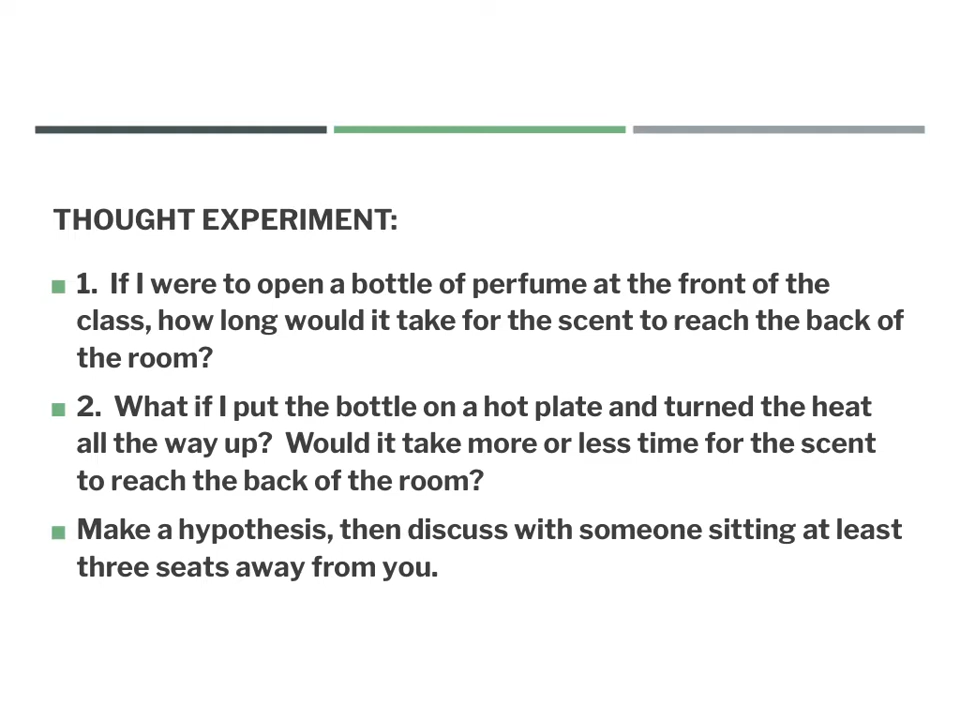 THOUGHT EXPERIMENT:
1.  If I were to open a bottle of perfume at the front of the
class, how long would it take for the scent to reach the back of
the room?
2.  What if I put the bottle on a hot plate and turned the heat
all the way up?  Would it take more or less time for the scent
to reach the back of the room?
Make a hypothesis, then discuss with someone sitting at least
three seats away from you.